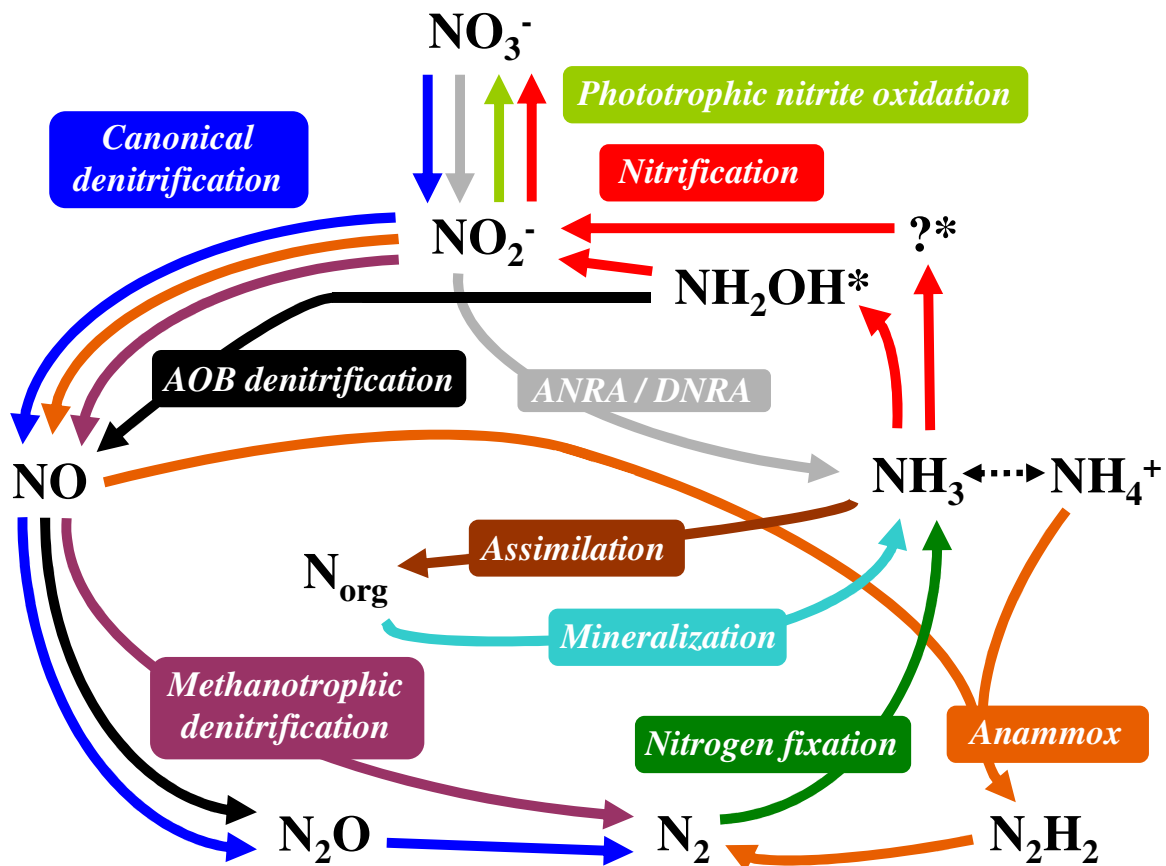 NO₃⁻
Phototrophic nitrite oxidation
Canonical
denitrification
Nitrification
NO₂⁻
?*
NH₂OH*
AOB denitrification
ANRA / DNRA
NO
NH₃
NH₄⁺
Assimilation
N_org
Mineralization
Methanotrophic
denitrification
Nitrogen fixation
Anammox
N₂O
N₂
N₂H₂